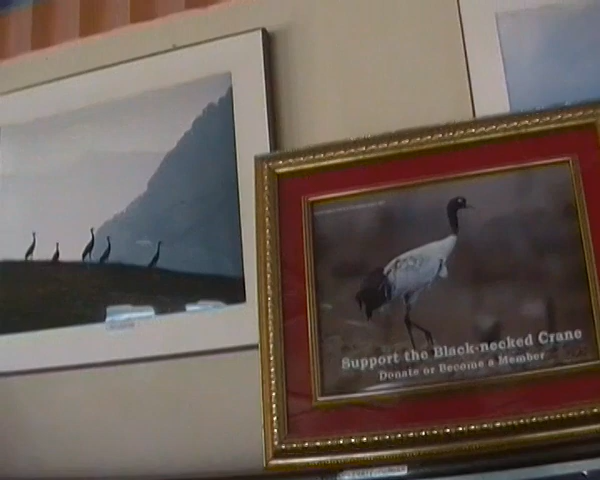 Support the Black-necked Crane
Donate or Become a Member